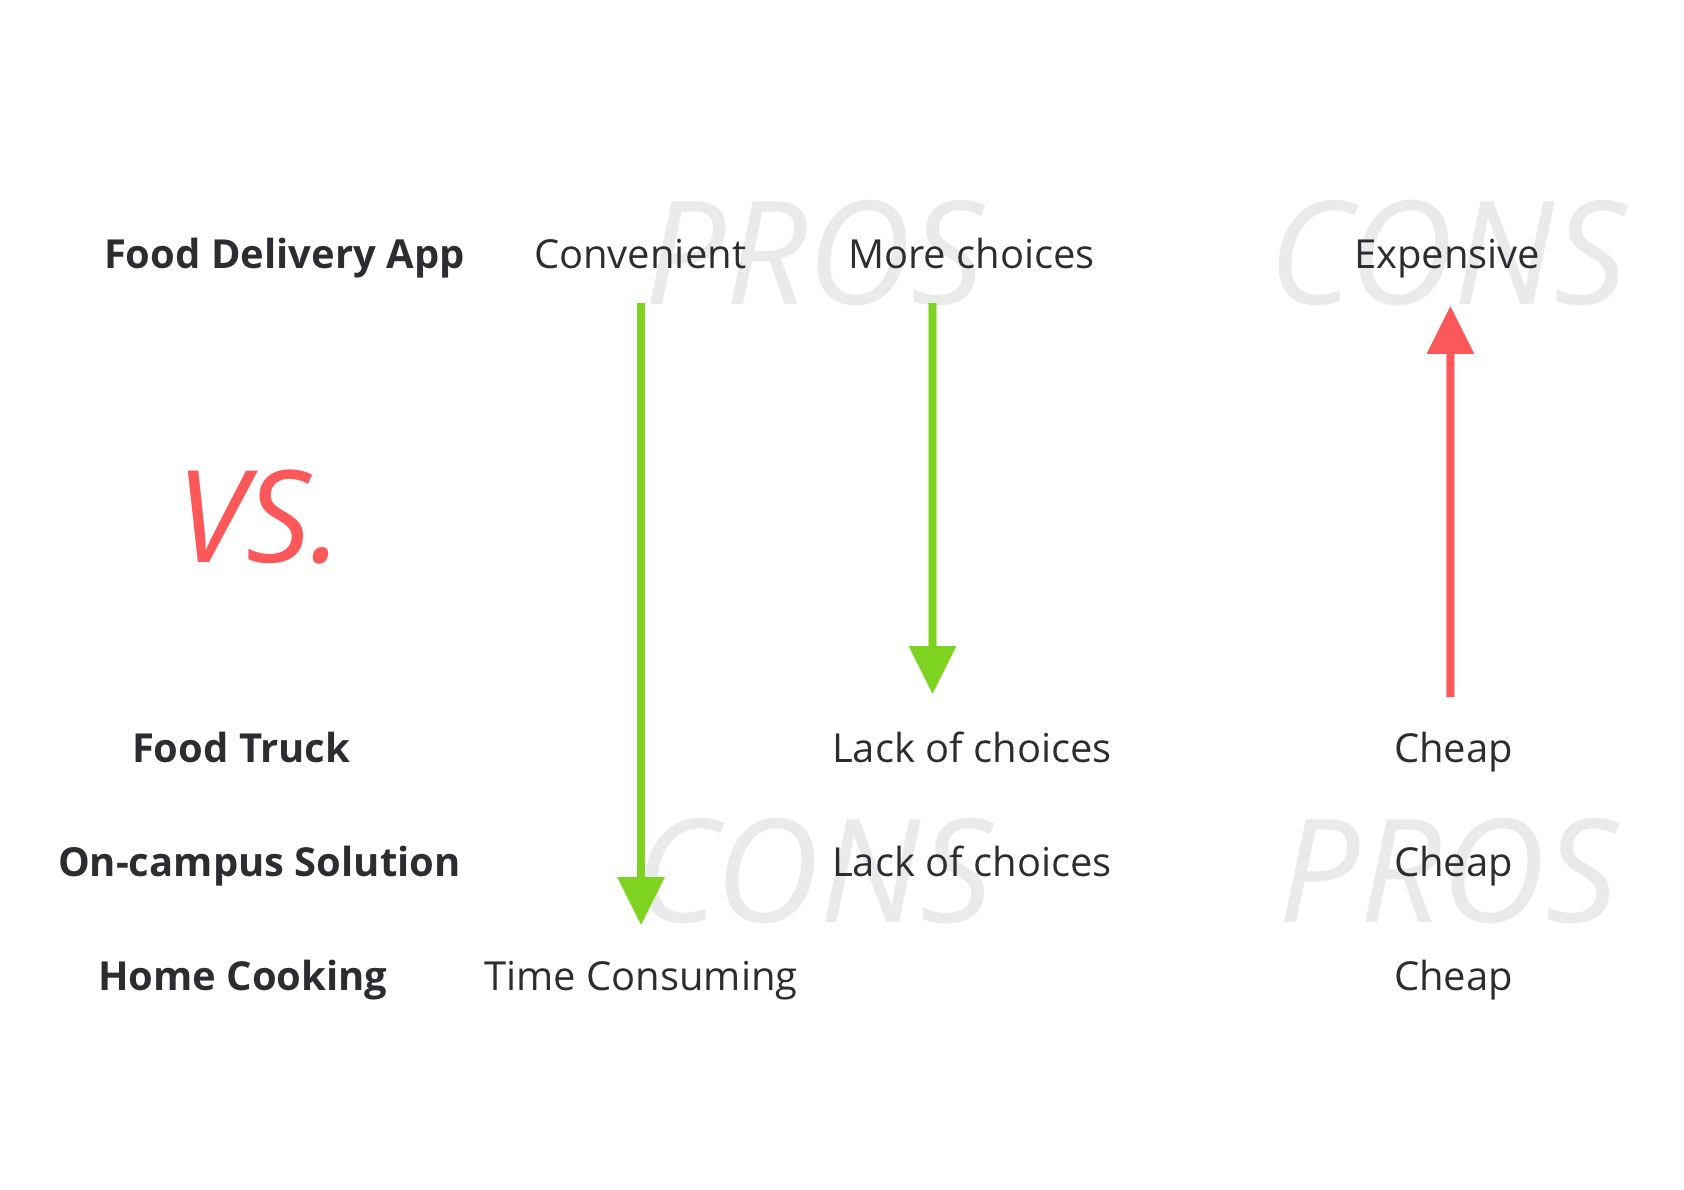 PROS CONS
Food Delivery App Convenient More choices Expensive
VS.
Food Truck Lack of choices Cheap
CONS PROS
On-campus Solution Lack of choices Cheap
Home Cooking Time Consuming Cheap